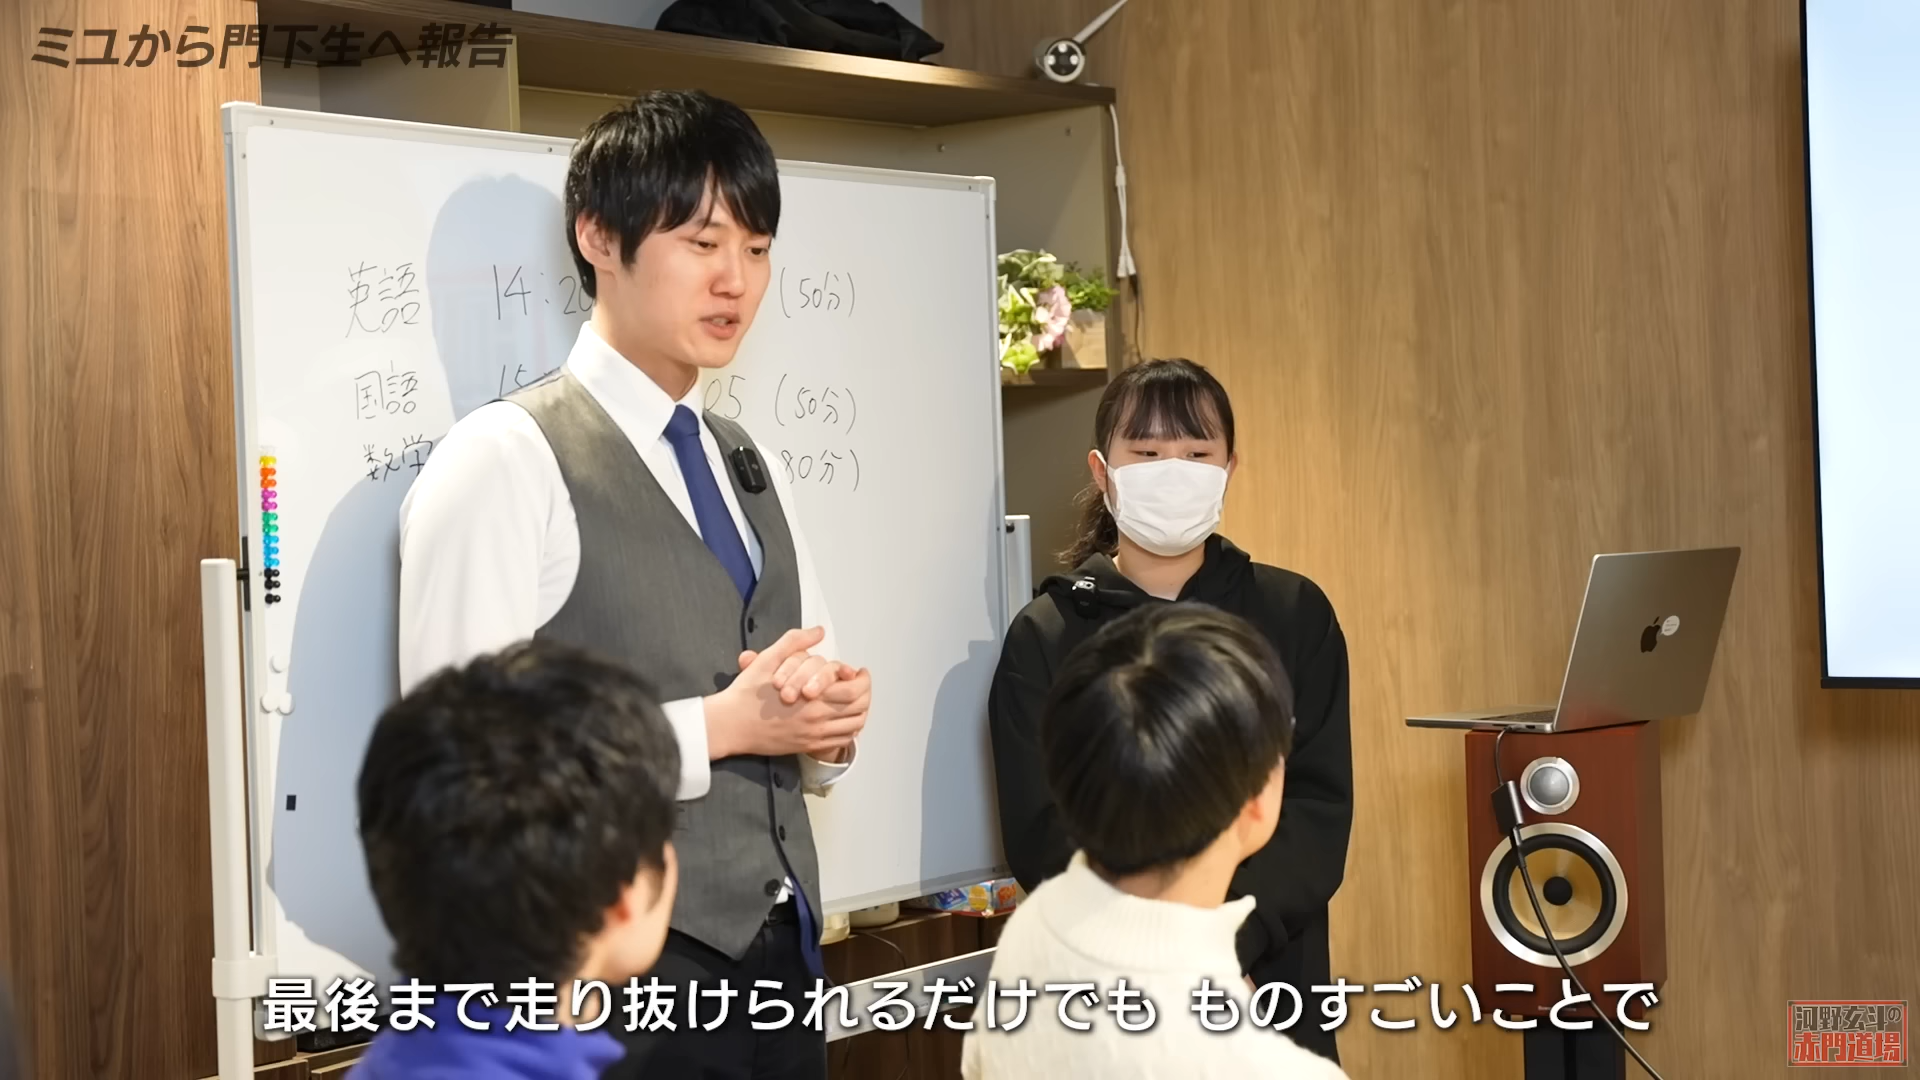 ミユから門下生へ報告
英語 14:20 (50分)
国語 15 05 (50分)
数学 80分)
最後まで走り抜けられるだけでも ものすごいことで
河野玄斗の
赤門道場